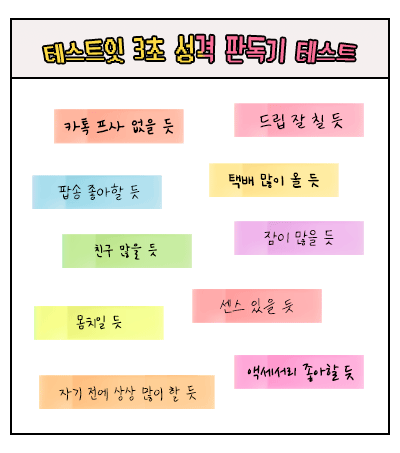 테스트잇 3초 성격 판독기 테스트
카톡 프사 없을 듯
드립 잘 칠 듯
팝송 좋아할 듯
택배 많이 올 듯
친구 많을 듯
잠이 많을 듯
몸치일 듯
센스 있을 듯
자기 전에 상상 많이 할 듯
액세서리 좋아할 듯